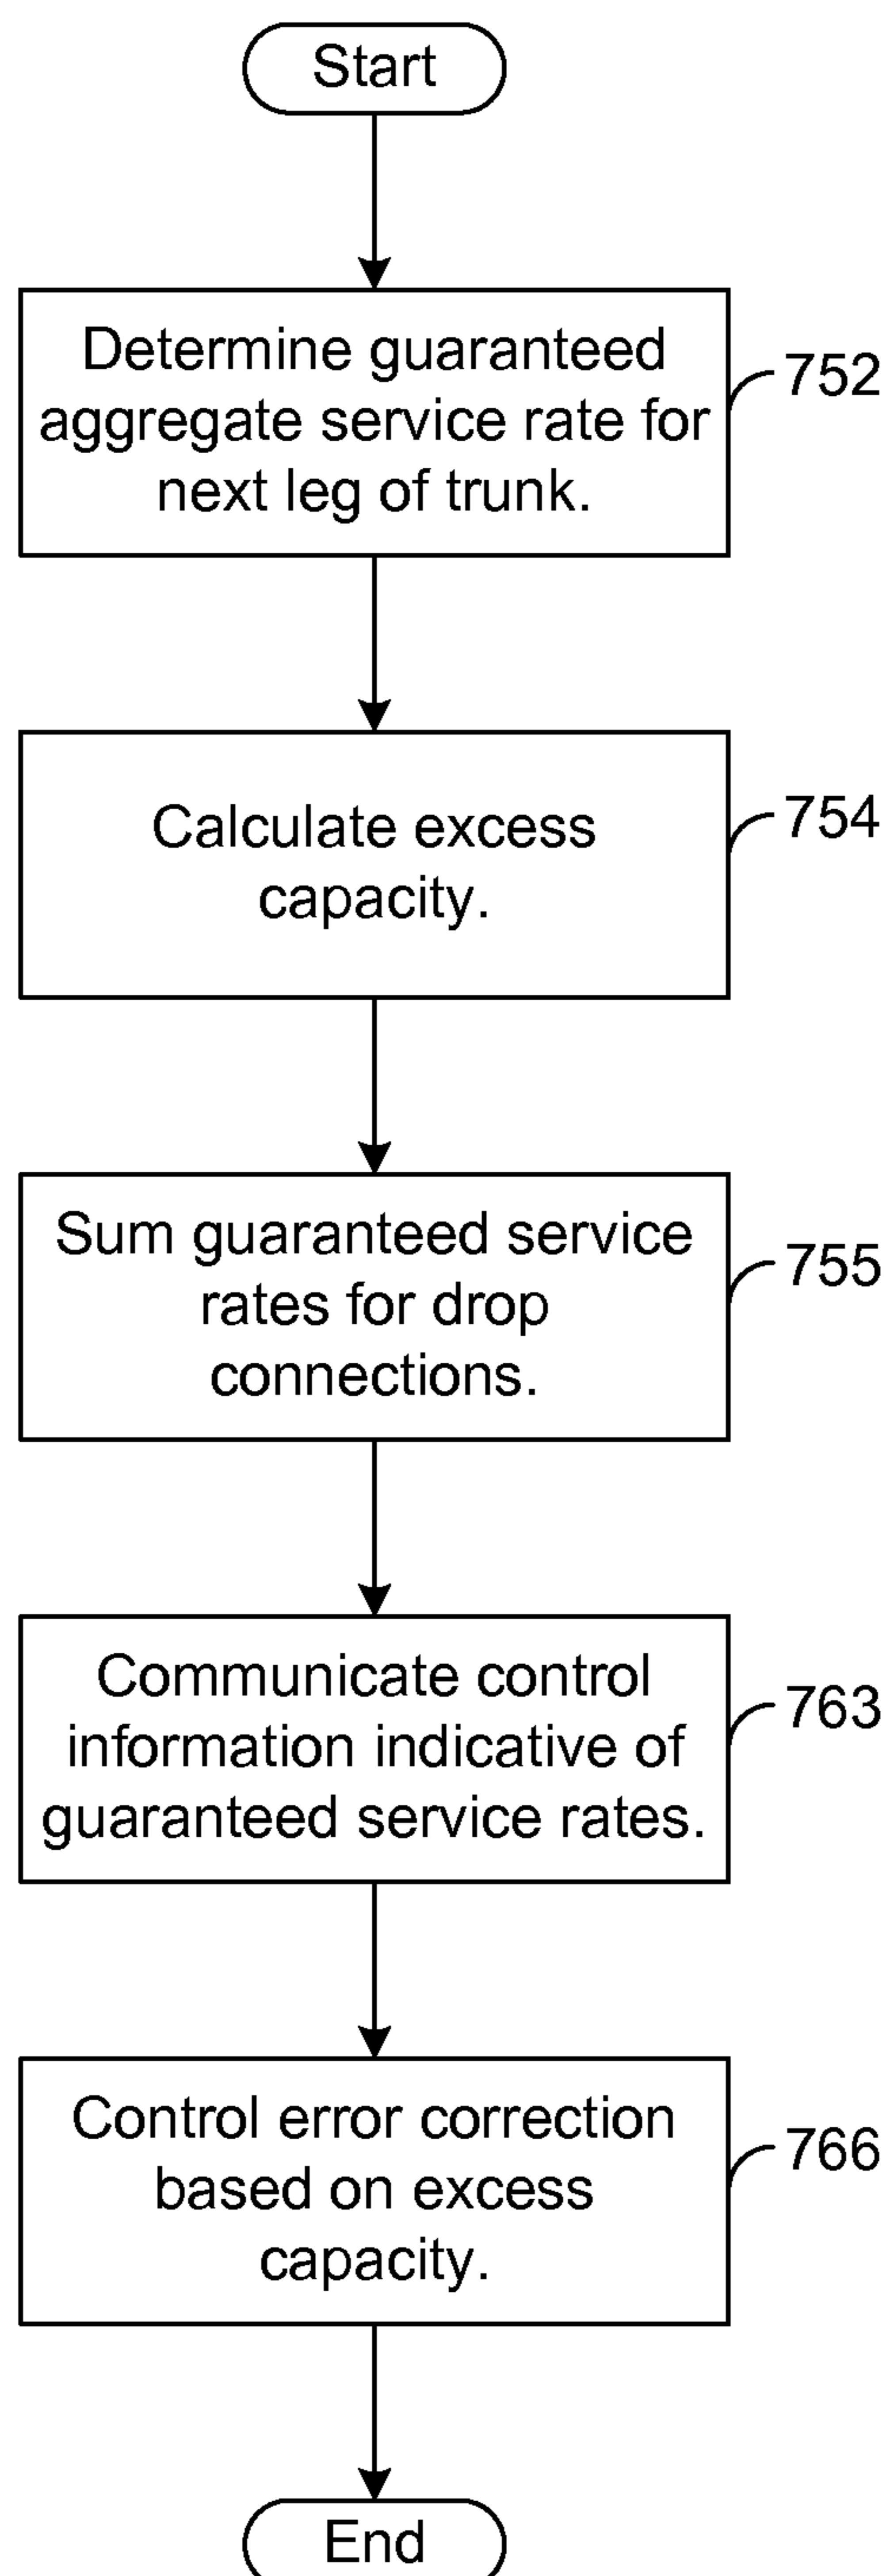 Start
Determine guaranteed
aggregate service rate for
next leg of trunk.
752
Calculate excess
capacity.
754
Sum guaranteed service
rates for drop
connections.
755
Communicate control
information indicative of
guaranteed service rates.
763
Control error correction
based on excess
capacity.
766
End